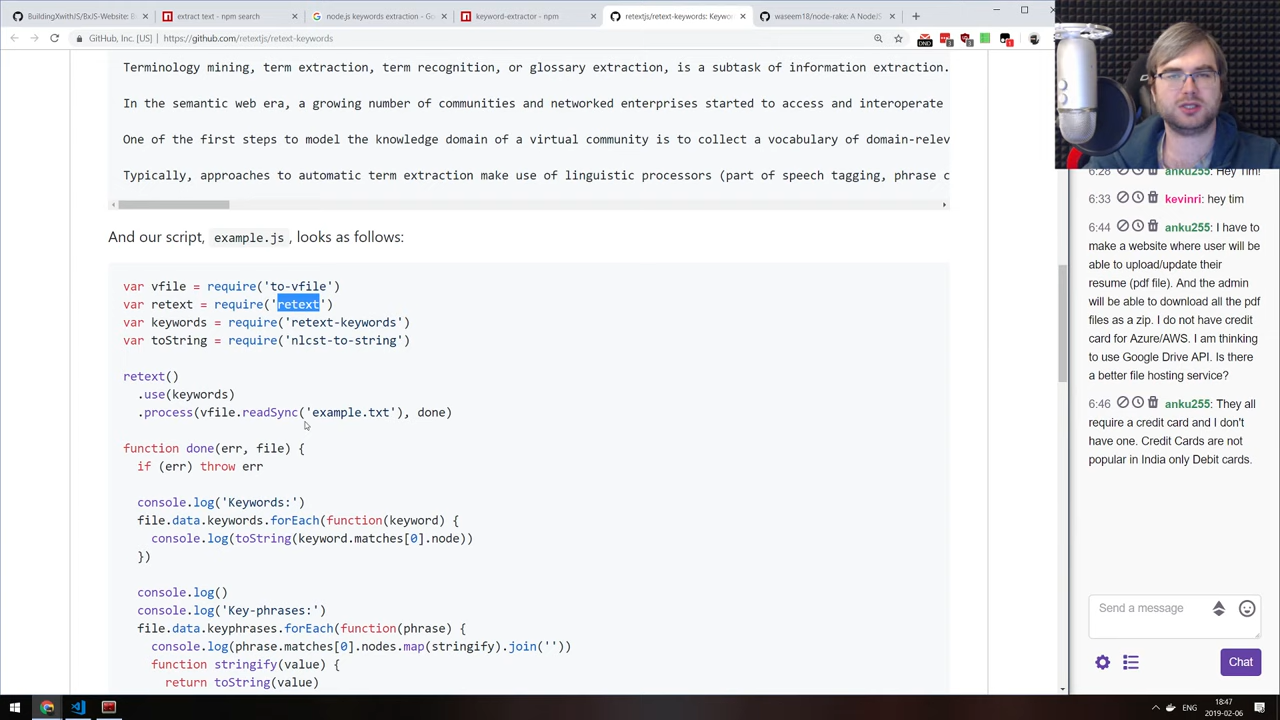 BuildingXwithJS/BxJS-Website: B
extract text - npm search
node.js keywords extraction - G
keyword-extractor - npm
retextjs/retext-keywords: Keywo
waseem18/node-rake: A NodeJS
GitHub, Inc. [US]
https://github.com/retextjs/retext-keywords
DND
Terminology mining, term extraction, term recognition, or glossary extraction, is a subtask of information extraction.
In the semantic web era, a growing number of communities and networked enterprises started to access and interoperate
One of the first steps to model the knowledge domain of a virtual community is to collect a vocabulary of domain-relev
Typically, approaches to automatic term extraction make use of linguistic processors (part of speech tagging, phrase c
And our script, example.js , looks as follows:
var vfile = require('to-vfile')
var retext = require('retext')
var keywords = require('retext-keywords')
var toString = require('nlcst-to-string')
retext()
.use(keywords)
.process(vfile.readSync('example.txt'), done)
function done(err, file) {
if (err) throw err
console.log('Keywords:')
file.data.keywords.forEach(function(keyword) {
console.log(toString(keyword.matches[0].node))
})
console.log()
console.log('Key-phrases:')
file.data.keyphrases.forEach(function(phrase) {
console.log(phrase.matches[0].nodes.map(stringify).join(''))
function stringify(value) {
return toString(value)
6:28 anku255: Hey Tim!
6:33 kevinri: hey tim
6:44 anku255: I have to
make a website where user will be
able to upload/update their
resume (pdf file). And the admin
will be able to download all the pdf
files as a zip. I do not have credit
card for Azure/AWS. I am thinking
to use Google Drive API. Is there
a better file hosting service?
6:46 anku255: They all
require a credit card and I don't
have one. Credit Cards are not
popular in India only Debit cards.
Send a message
Chat
ENG
18:47
2019-02-06